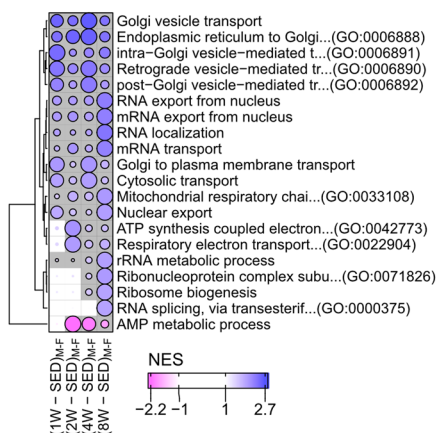 Golgi vesicle transport
Endoplasmic reticulum to Golgi...(GO:0006888)
intra−Golgi vesicle−mediated t...(GO:0006891)
Retrograde vesicle−mediated tr...(GO:0006890)
post−Golgi vesicle−mediated tr...(GO:0006892)
RNA export from nucleus
mRNA export from nucleus
RNA localization
mRNA transport
Golgi to plasma membrane transport
Cytosolic transport
Mitochondrial respiratory chai...(GO:0033108)
Nuclear export
ATP synthesis coupled electron...(GO:0042773)
Respiratory electron transport...(GO:0022904)
rRNA metabolic process
Ribonucleoprotein complex subu...(GO:0071826)
Ribosome biogenesis
RNA splicing, via transesterif...(GO:0000375)
AMP metabolic process
(1W − SED)M-F
(2W − SED)M-F
(4W − SED)M-F
(8W − SED)M-F
NES
−2.2 −1 1 2.7